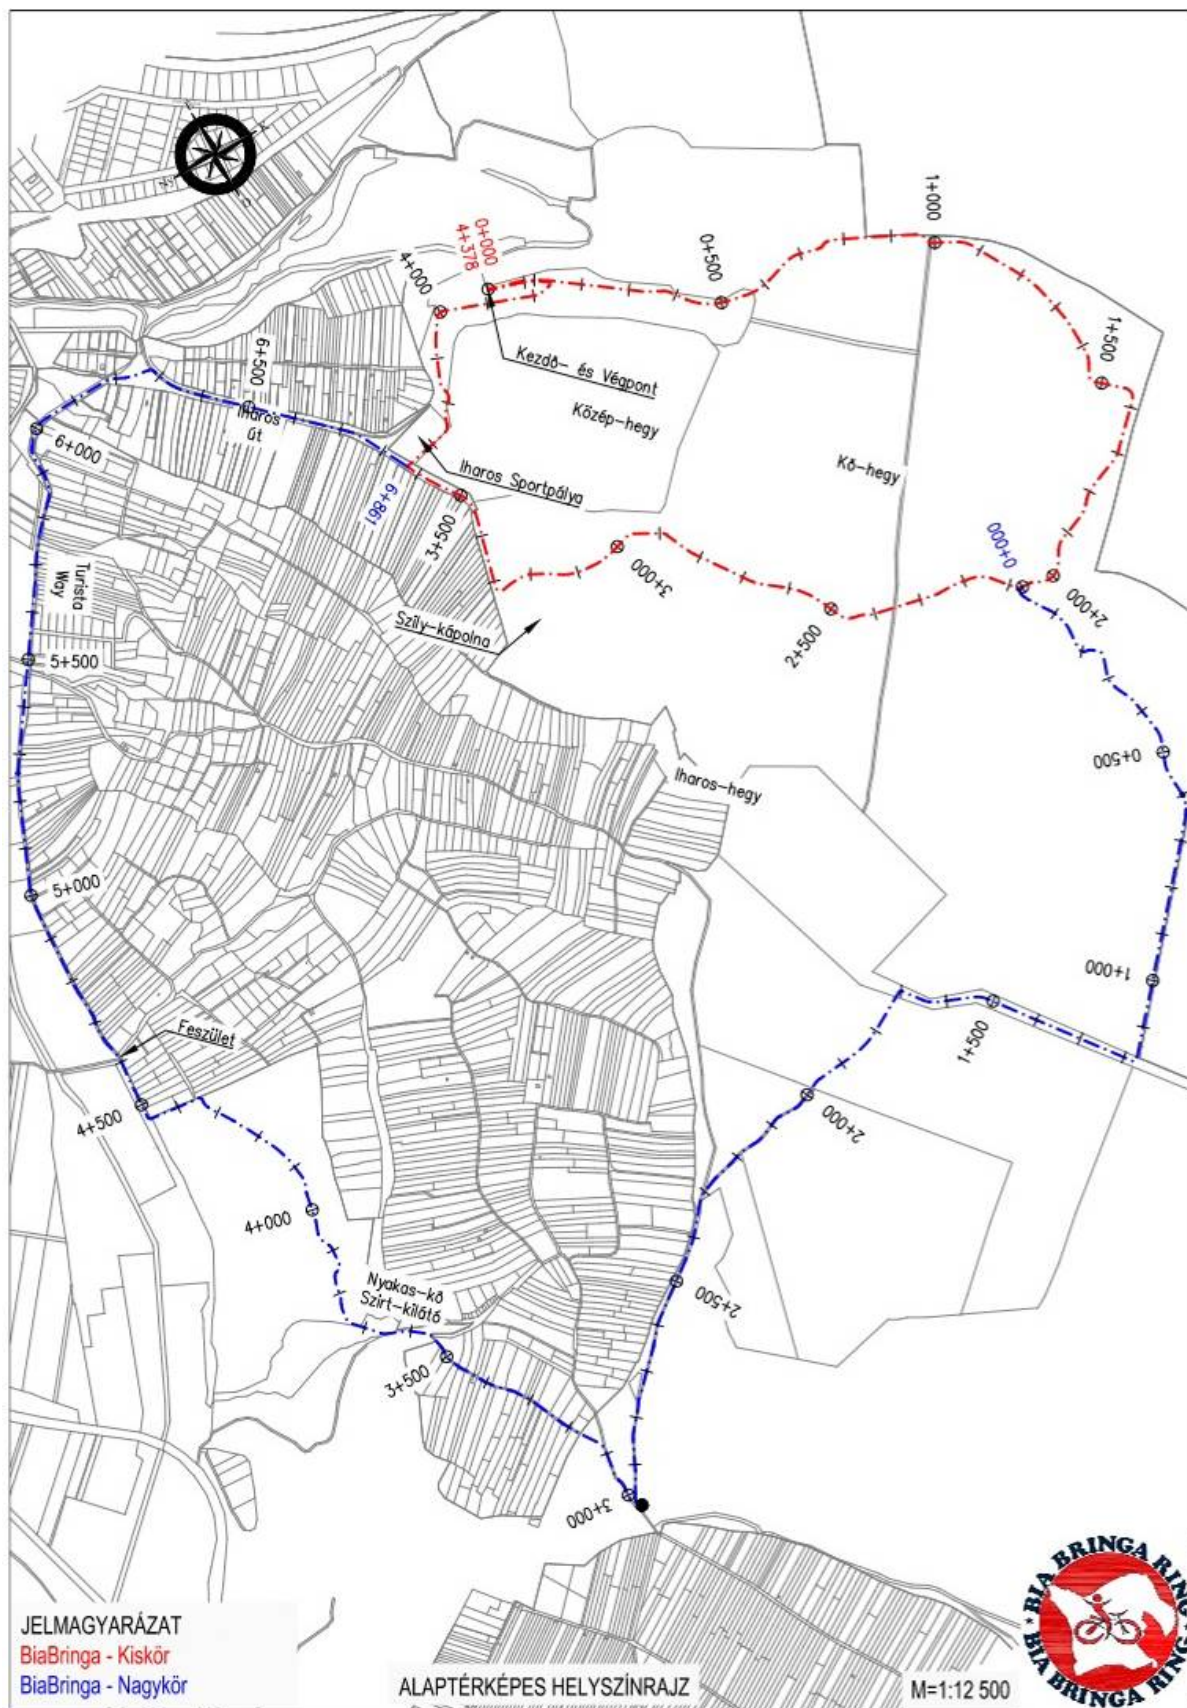 1+000
0+000
4+378
4+000
0+500
6+500
1+500
Kezdő- és Végpont
Közép-hegy
Iharos
út
6+000
Kő-hegy
Iharos Sportpálya
6+861
3+500
0+000
3+000
2+000
Turista
Way
Szily-kápolna
2+500
5+500
0+500
Iharos-hegy
5+000
1+000
Feszület
1+500
4+500
2+000
4+000
Nyakas-kő
Szirt-kilátó
2+500
3+500
3+000
BIA BRINGA RING
BIA BRINGA RING
JELMAGYARÁZAT
BiaBringa - Kiskör
BiaBringa - Nagykör
ALAPTÉRKÉPES HELYSZÍNRAJZ
M=1:12 500